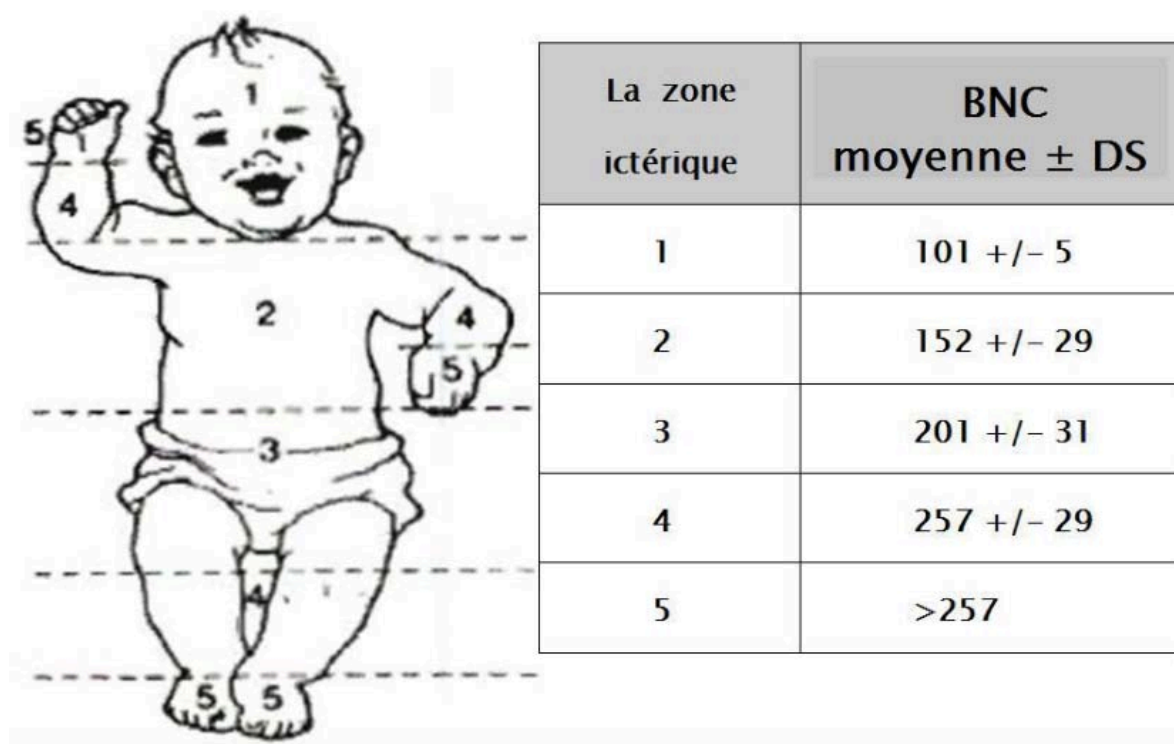 1
5
4
2
4
5
3
4
5 5
La zone
ictérique
BNC
moyenne ± DS
1 101 +/- 5
2 152 +/- 29
3 201 +/- 31
4 257 +/- 29
5 >257